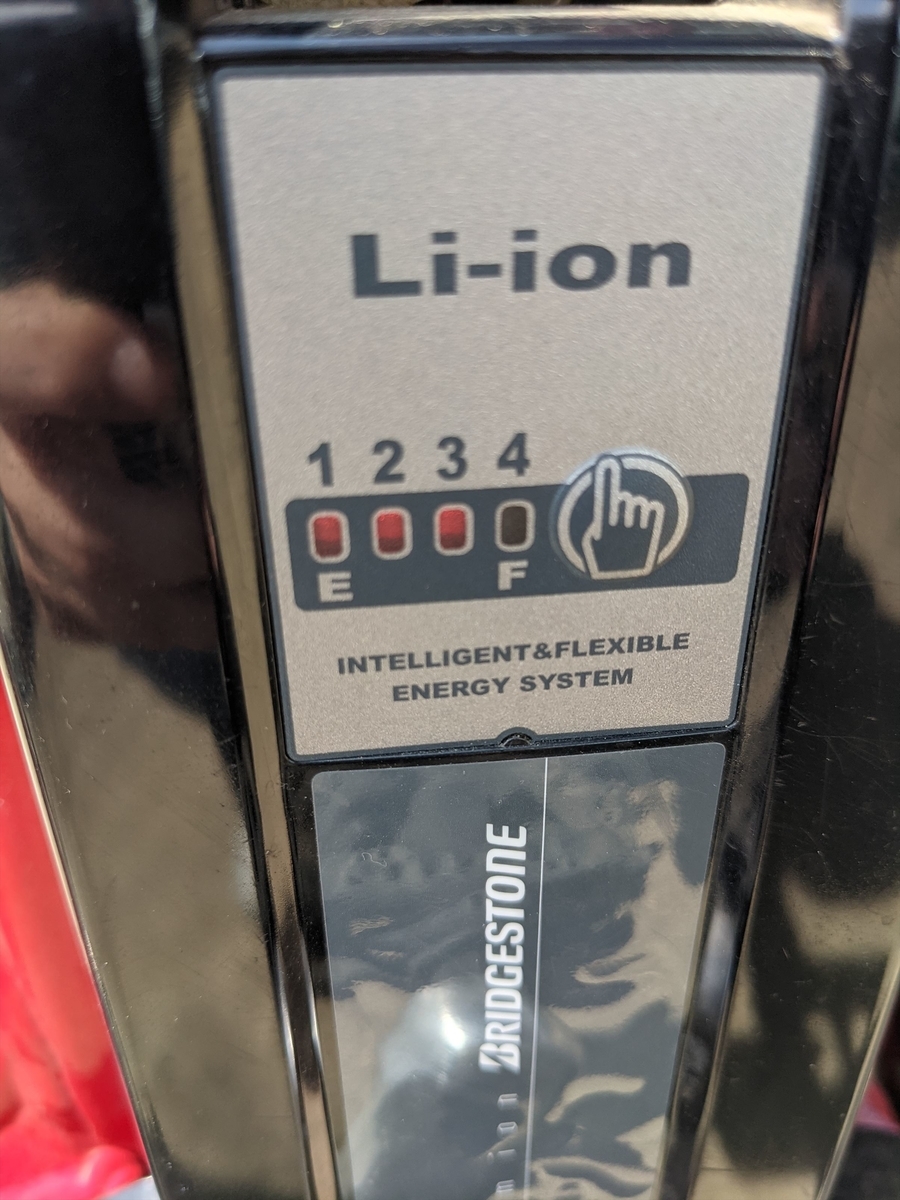 Li-ion
1 2 3 4
E F
INTELLIGENT&FLEXIBLE
ENERGY SYSTEM
BRIDGESTONE